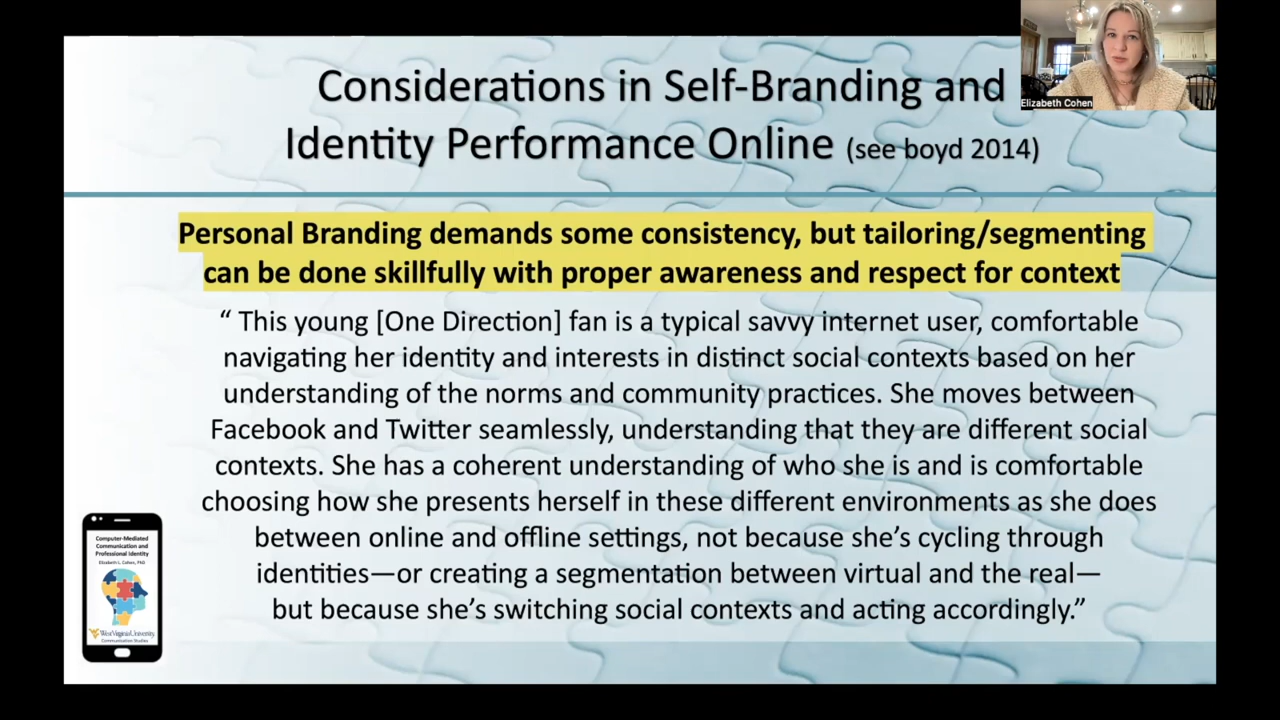 Considerations in Self-Branding and
Identity Performance Online (see boyd 2014)
Elizabeth Cohen
Personal Branding demands some consistency, but tailoring/segmenting
can be done skillfully with proper awareness and respect for context
“ This young [One Direction] fan is a typical savvy internet user, comfortable
navigating her identity and interests in distinct social contexts based on her
understanding of the norms and community practices. She moves between
Facebook and Twitter seamlessly, understanding that they are different social
contexts. She has a coherent understanding of who she is and is comfortable
choosing how she presents herself in these different environments as she does
between online and offline settings, not because she’s cycling through
identities—or creating a segmentation between virtual and the real—
but because she’s switching social contexts and acting accordingly.”
Computer-Mediated
Communication and
Professional Identity
Elizabeth L. Cohen, PhD
WestVirginiaUniversity
Communication Studies